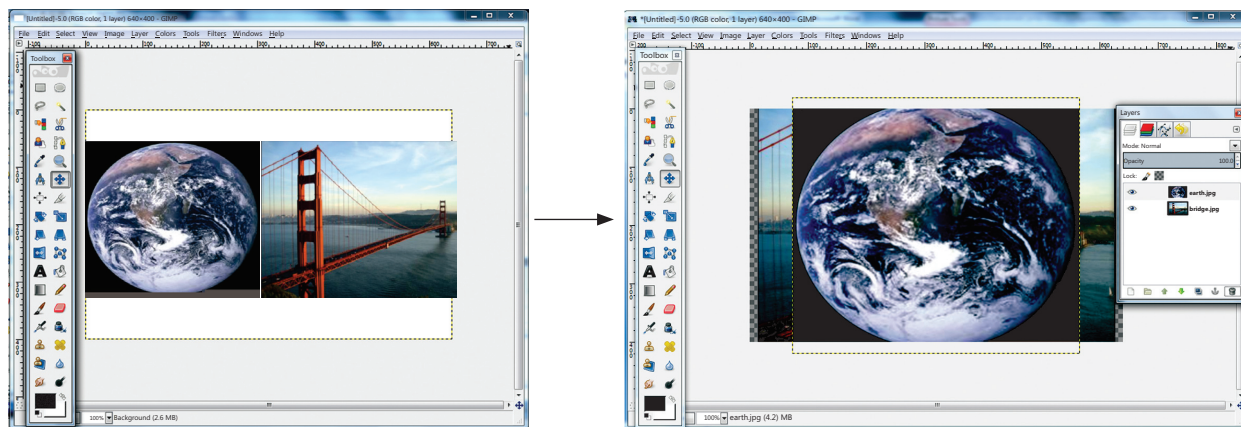 [Untitled] -5.0 (RGB color, 1 layer) 640×400 - GIMP
File Edit Select View Image Layer Colors Tools Filters Windows Help
Toolbox
100% Background (2.6 MB)
*[Untitled] -5.0 (RGB color, 1 layer) 640×400 - GIMP
File Edit Select View Image Layer Colors Tools Filters Windows Help
Toolbox
Layers
Mode: Normal
Opacity 100.0
Lock:
earth.jpg
bridge.jpg
100% earth.jpg (4.2) MB